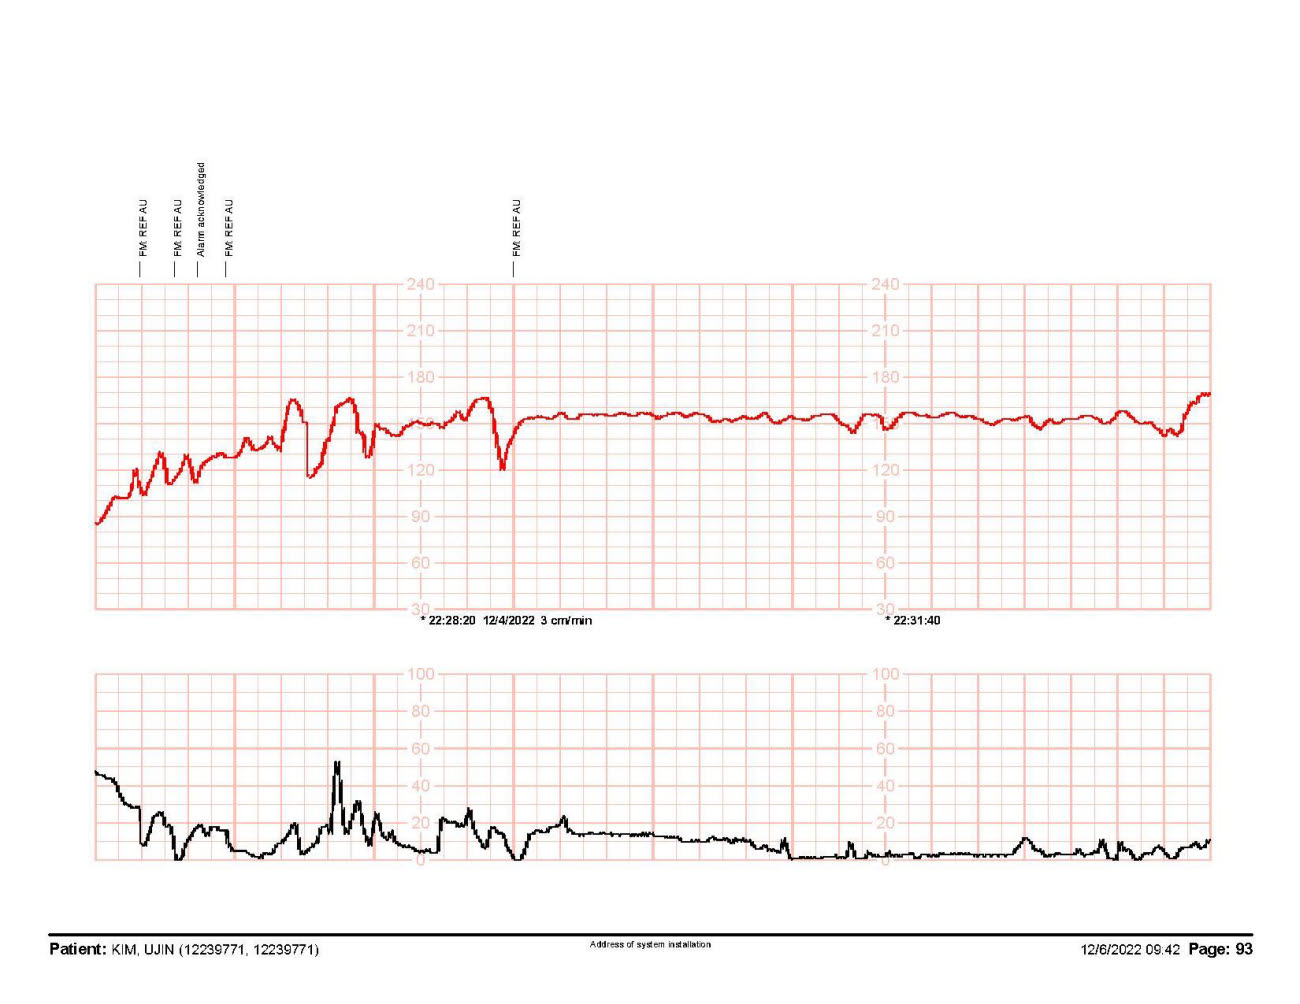 FM: REF AU
FM: REF AU
Alarm acknowledged
FM: REF AU
FM: REF AU
240 240
210 210
180 180
150 150
120 120
90 90
60 60
30 30
* 22:28:20 12/4/2022 3 cm/min * 22:31:40
100 100
80 80
60 60
40 40
20 20
0 0
Patient: KIM, UJIN (12239771, 12239771) Address of system installation 12/6/2022 09:42 Page: 93